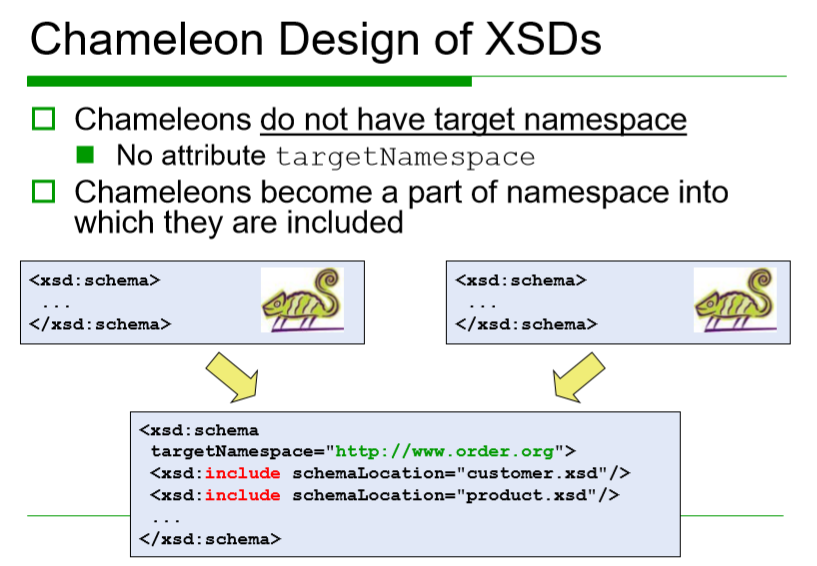 Chameleon Design of XSDs
Chameleons do not have target namespace
No attribute targetNamespace
Chameleons become a part of namespace into
which they are included
<xsd:schema>
...
</xsd:schema>
<xsd:schema>
...
</xsd:schema>
<xsd:schema
targetNamespace="http://www.order.org">
<xsd:include schemaLocation="customer.xsd"/>
<xsd:include schemaLocation="product.xsd"/>
...
</xsd:schema>